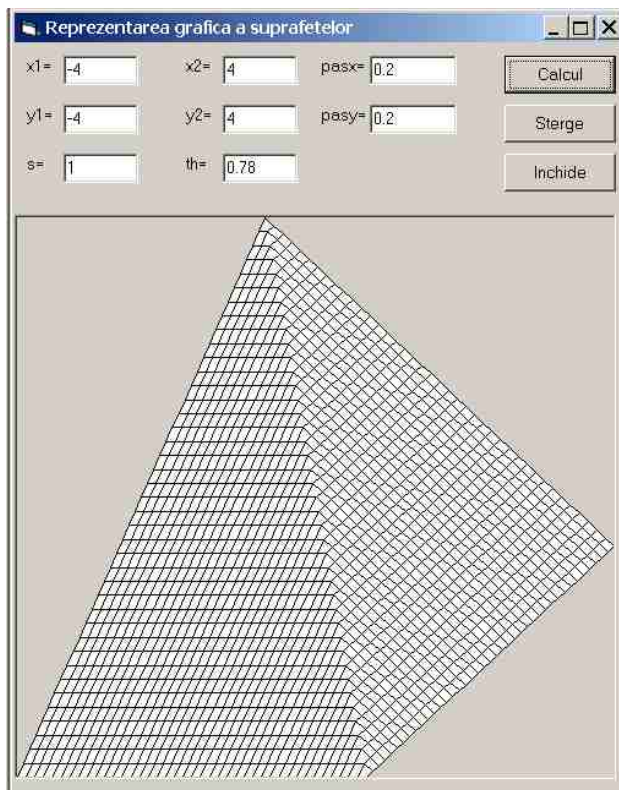 Reprezentarea grafica a suprafetelor
x1= -4 x2= 4 pasx= 0.2 Calcul
y1= -4 y2= 4 pasy= 0.2 Sterge
s= 1 th= 0.78 Inchide